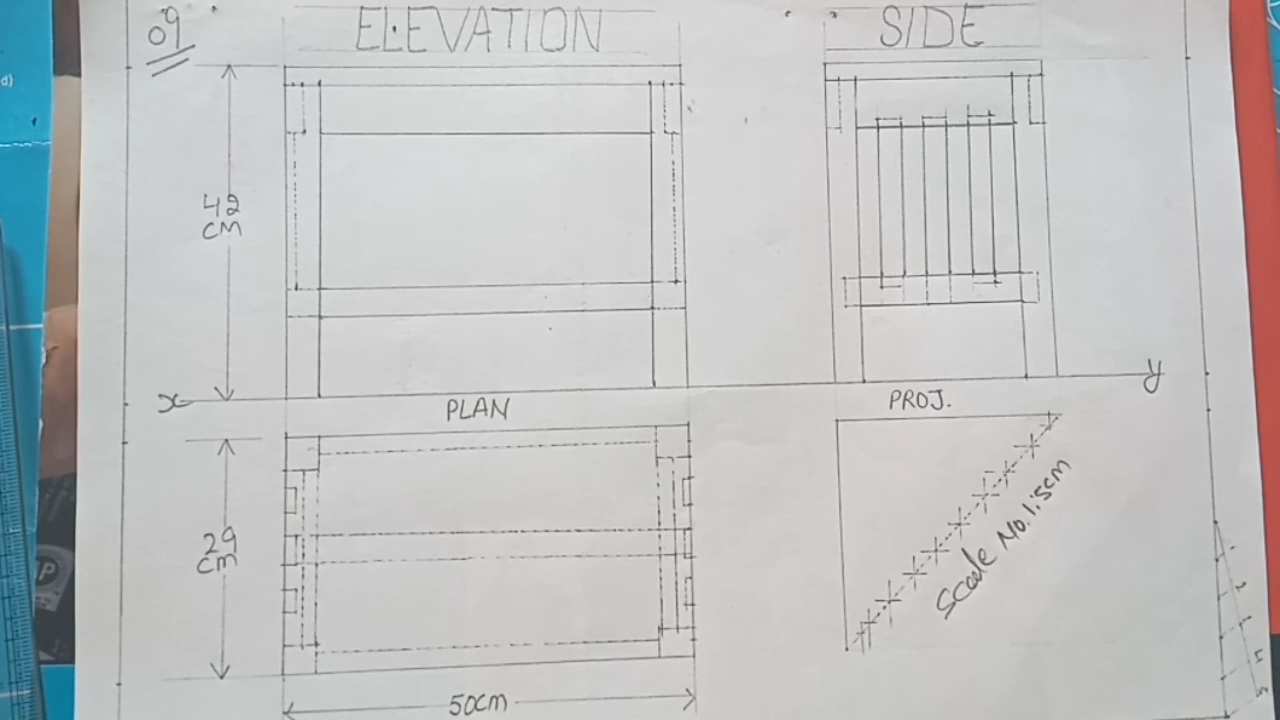 09
ELEVATION
SIDE
42
CM
x
y
PLAN
PROJ.
29
cm
Scale No.1:5cm
50cm